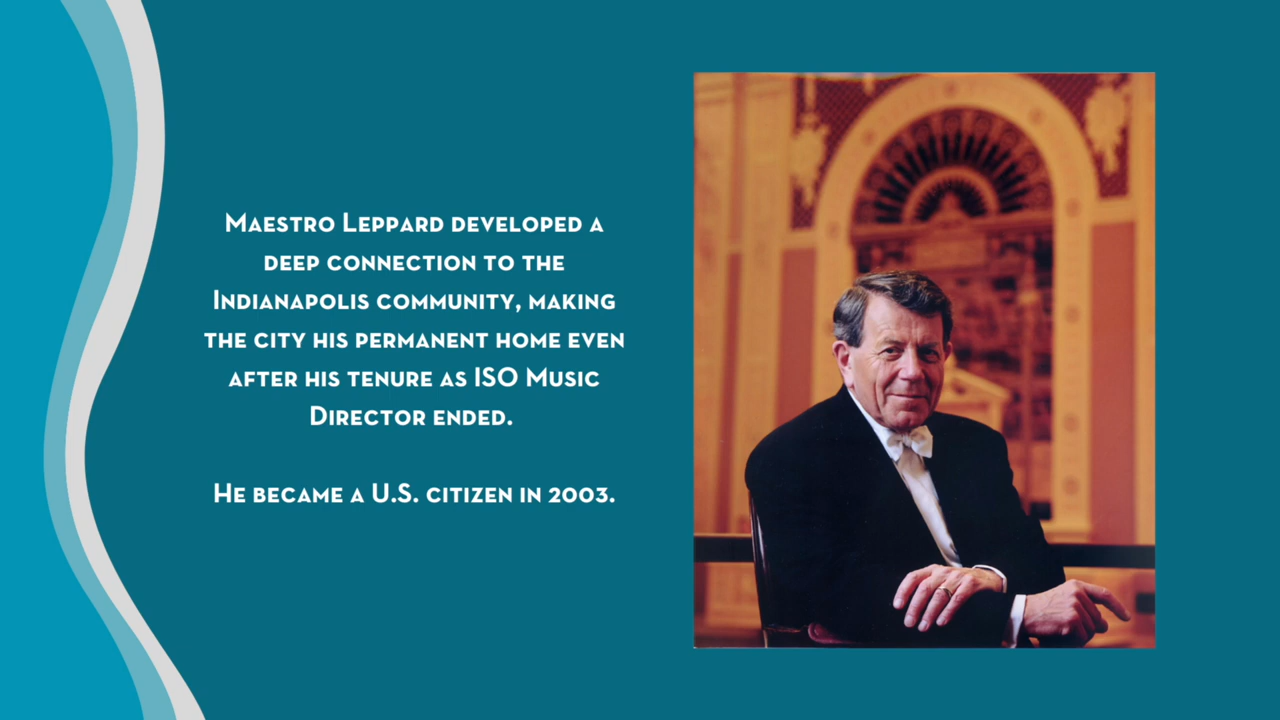 Maestro Leppard developed a
deep connection to the
Indianapolis community, making
the city his permanent home even
after his tenure as ISO Music
Director ended.
He became a U.S. citizen in 2003.